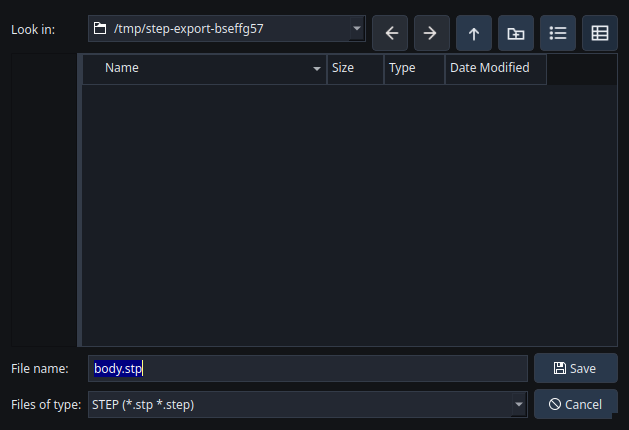 Look in: /tmp/step-export-bseffg57
Name Size Type Date Modified
File name: body.stp Save
Files of type: STEP (*.stp *.step) Cancel